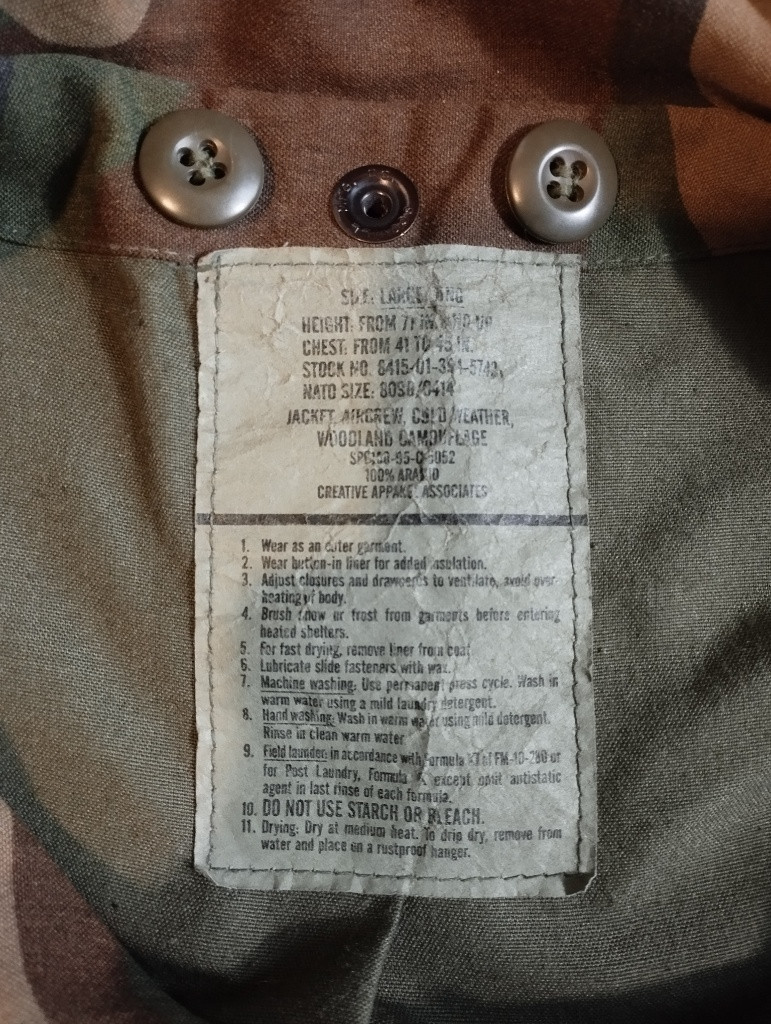 SIZE: LARGE/LONG
HEIGHT: FROM 71 IN. AND UP
CHEST: FROM 41 TO 45 IN.
STOCK NO. 8415-01-394-
NATO SIZE: 8090/0414
JACKET, AIRCREW, COLD WEATHER,
WOODLAND CAMOUFLAGE
SPO100-95-C-5052
100% ARAMID
CREATIVE APPAREL ASSOCIATES
1. Wear as an outer garment.
2. Wear button-in liner for added insulation.
3. Adjust closures and drawcords to ventilate, avoid over-
heating of body.
4. Brush snow or frost from garments before entering
heated shelters.
5. For fast drying, remove liner from coat
6. Lubricate slide fasteners with wax.
7. Machine washing: Use permanent press cycle. Wash in
warm water using a mild laundry detergent.
8. Hand washing: Wash in warm water using mild detergent.
Rinse in clean warm water
9. Field launder: in accordance with Formula of FM-10-280 or
for Post Laundry, Formula except omit antistatic
agent in last rinse of each formula.
10. DO NOT USE STARCH OR BLEACH.
11. Drying: Dry at medium heat. To drip dry, remove from
water and place on a rustproof hanger.